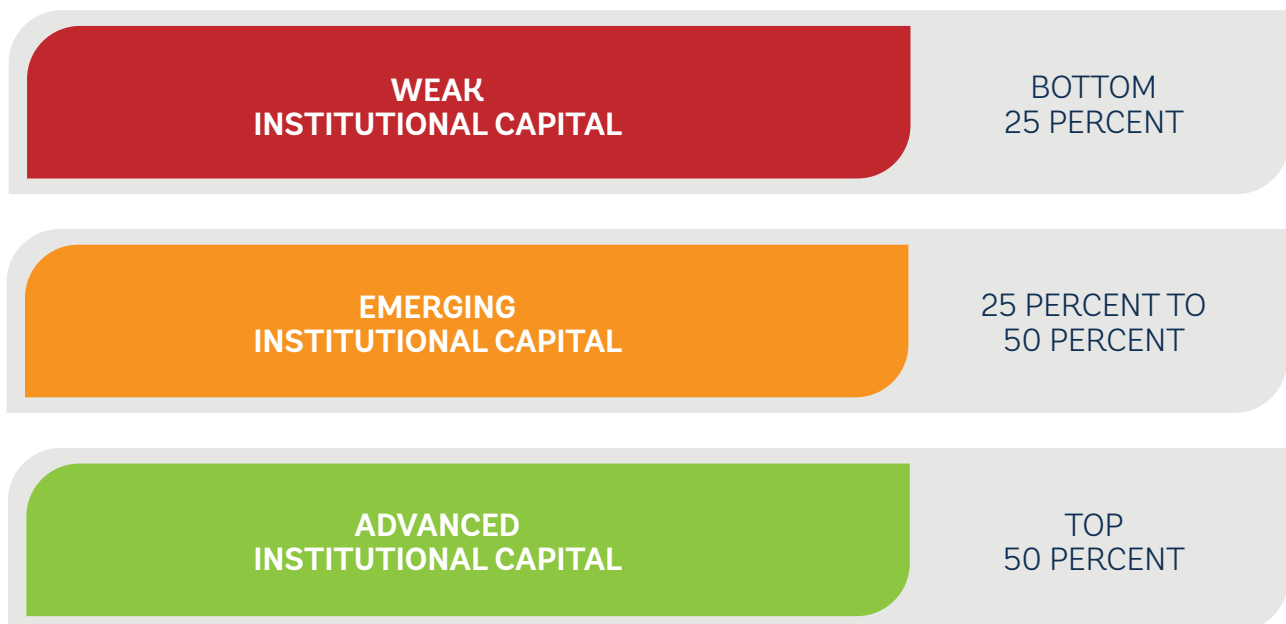 WEAK
INSTITUTIONAL CAPITAL
BOTTOM
25 PERCENT
EMERGING
INSTITUTIONAL CAPITAL
25 PERCENT TO
50 PERCENT
ADVANCED
INSTITUTIONAL CAPITAL
TOP
50 PERCENT